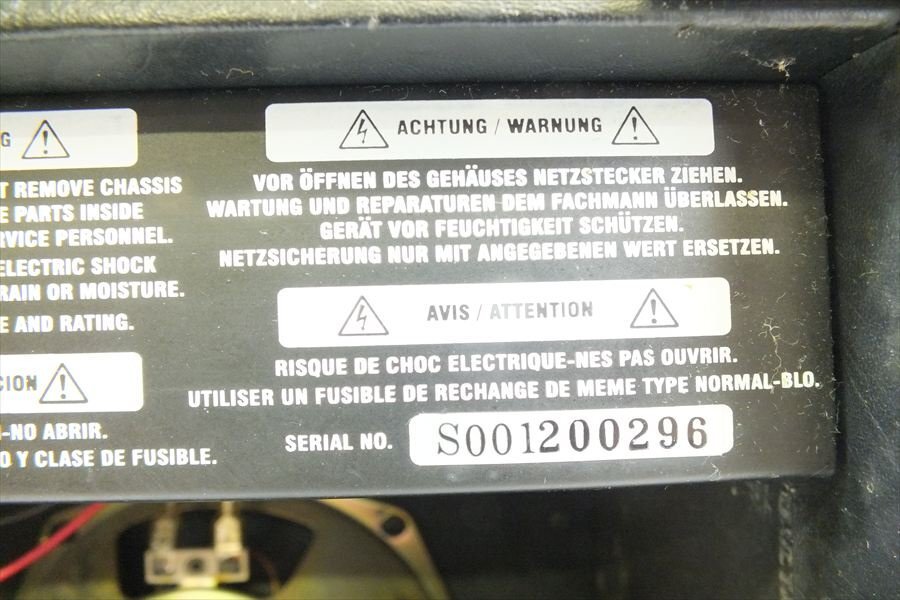 G
T REMOVE CHASSIS
E PARTS INSIDE
RVICE PERSONNEL.
ELECTRIC SHOCK
RAIN OR MOISTURE.
E AND RATING.
CION
-NO ABRIR.
O Y CLASE DE FUSIBLE.
ACHTUNG / WARNUNG
VOR ÖFFNEN DES GEHÄUSES NETZSTECKER ZIEHEN.
WARTUNG UND REPARATUREN DEM FACHMANN ÜBERLASSEN.
GERÄT VOR FEUCHTIGKEIT SCHÜTZEN.
NETZSICHERUNG NUR MIT ANGEGEBENEN WERT ERSETZEN.
AVIS / ATTENTION
RISQUE DE CHOC ELECTRIQUE-NES PAS OUVRIR.
UTILISER UN FUSIBLE DE RECHANGE DE MEME TYPE NORMAL-BLO.
SERIAL NO. S001200296